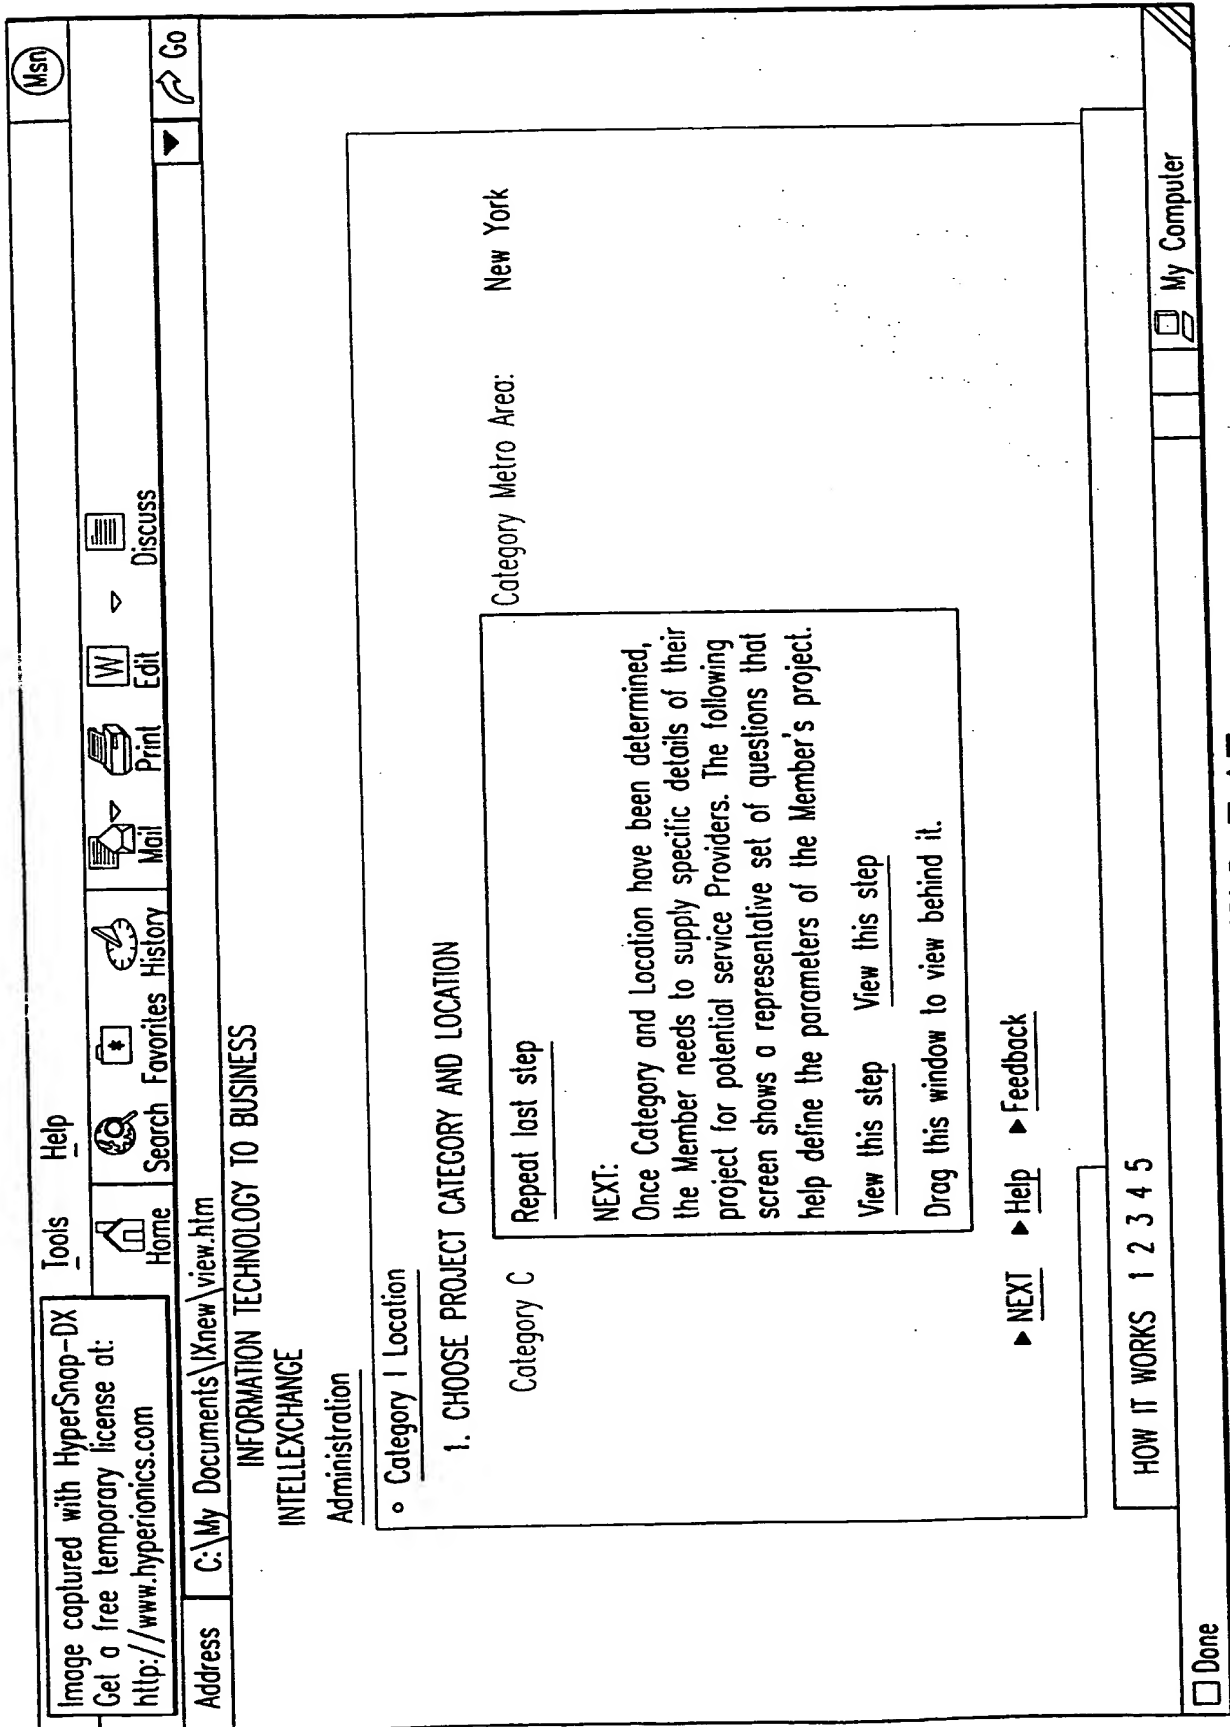 Image captured with HyperSnap-DX
Get a free temporary license at:
http://www.hyperionics.com
Tools Help
Msn
Home Search Favorites History Mail Print Edit Discuss
W
Address C:\My Documents\IXnew\view.htm Go
INFORMATION TECHNOLOGY TO BUSINESS
INTELLEXCHANGE
Administration
Category | Location
1. CHOOSE PROJECT CATEGORY AND LOCATION
Category C
Category Metro Area: New York
Repeat last step
NEXT:
Once Category and Location have been determined,
the Member needs to supply specific details of their
project for potential service Providers. The following
screen shows a representative set of questions that
help define the parameters of the Member's project.
View this step View this step
Drag this window to view behind it.
NEXT Help Feedback
HOW IT WORKS 1 2 3 4 5
Done
My Computer